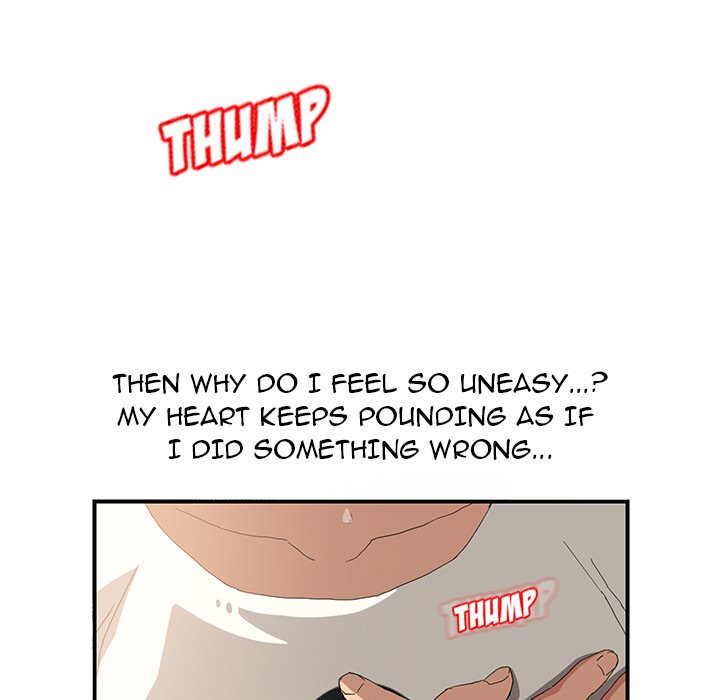 THUMP
THEN WHY DO I FEEL SO UNEASY...?
MY HEART KEEPS POUNDING AS IF
I DID SOMETHING WRONG...
THUMP